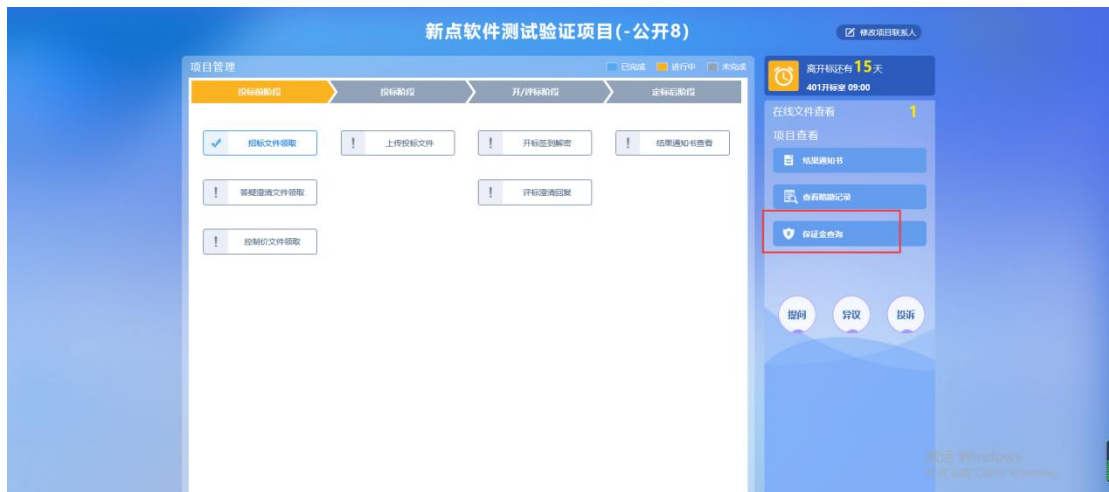 新点软件测试验证项目(-公开8)
修改项目联系人
项目管理
已完成 进行中 未完成
投标前阶段 投标阶段 开/评标阶段 定标后阶段
招标文件领取 上传投标文件 开标签到解密 结果通知书查看
答疑澄清文件领取 评标澄清回复
控制价文件领取
离开标还有15天
401开标室 09:00
在线文件查看 1
项目查看
结果通知书
查看踏勘记录
保证金查询
提问 异议 投诉
激活 Windows